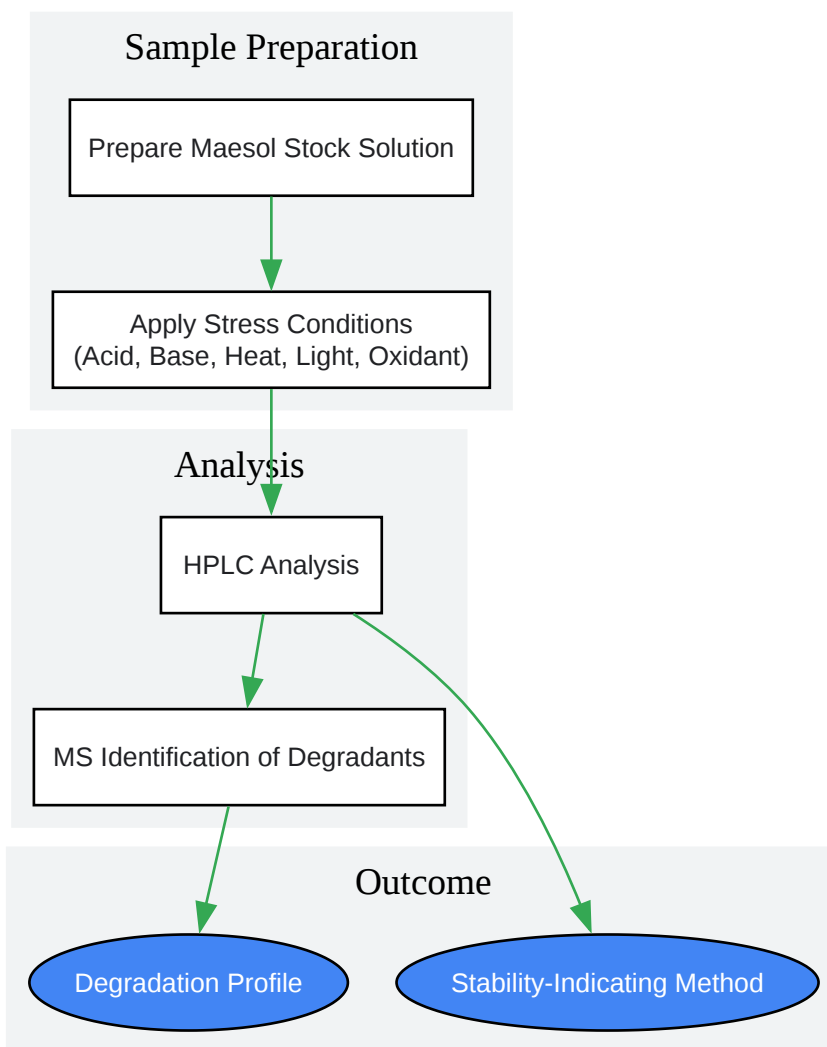 Sample Preparation
Prepare Maesol Stock Solution
Apply Stress Conditions
(Acid, Base, Heat, Light, Oxidant)
Analysis
HPLC Analysis
MS Identification of Degradants
Outcome
Degradation Profile
Stability-Indicating Method